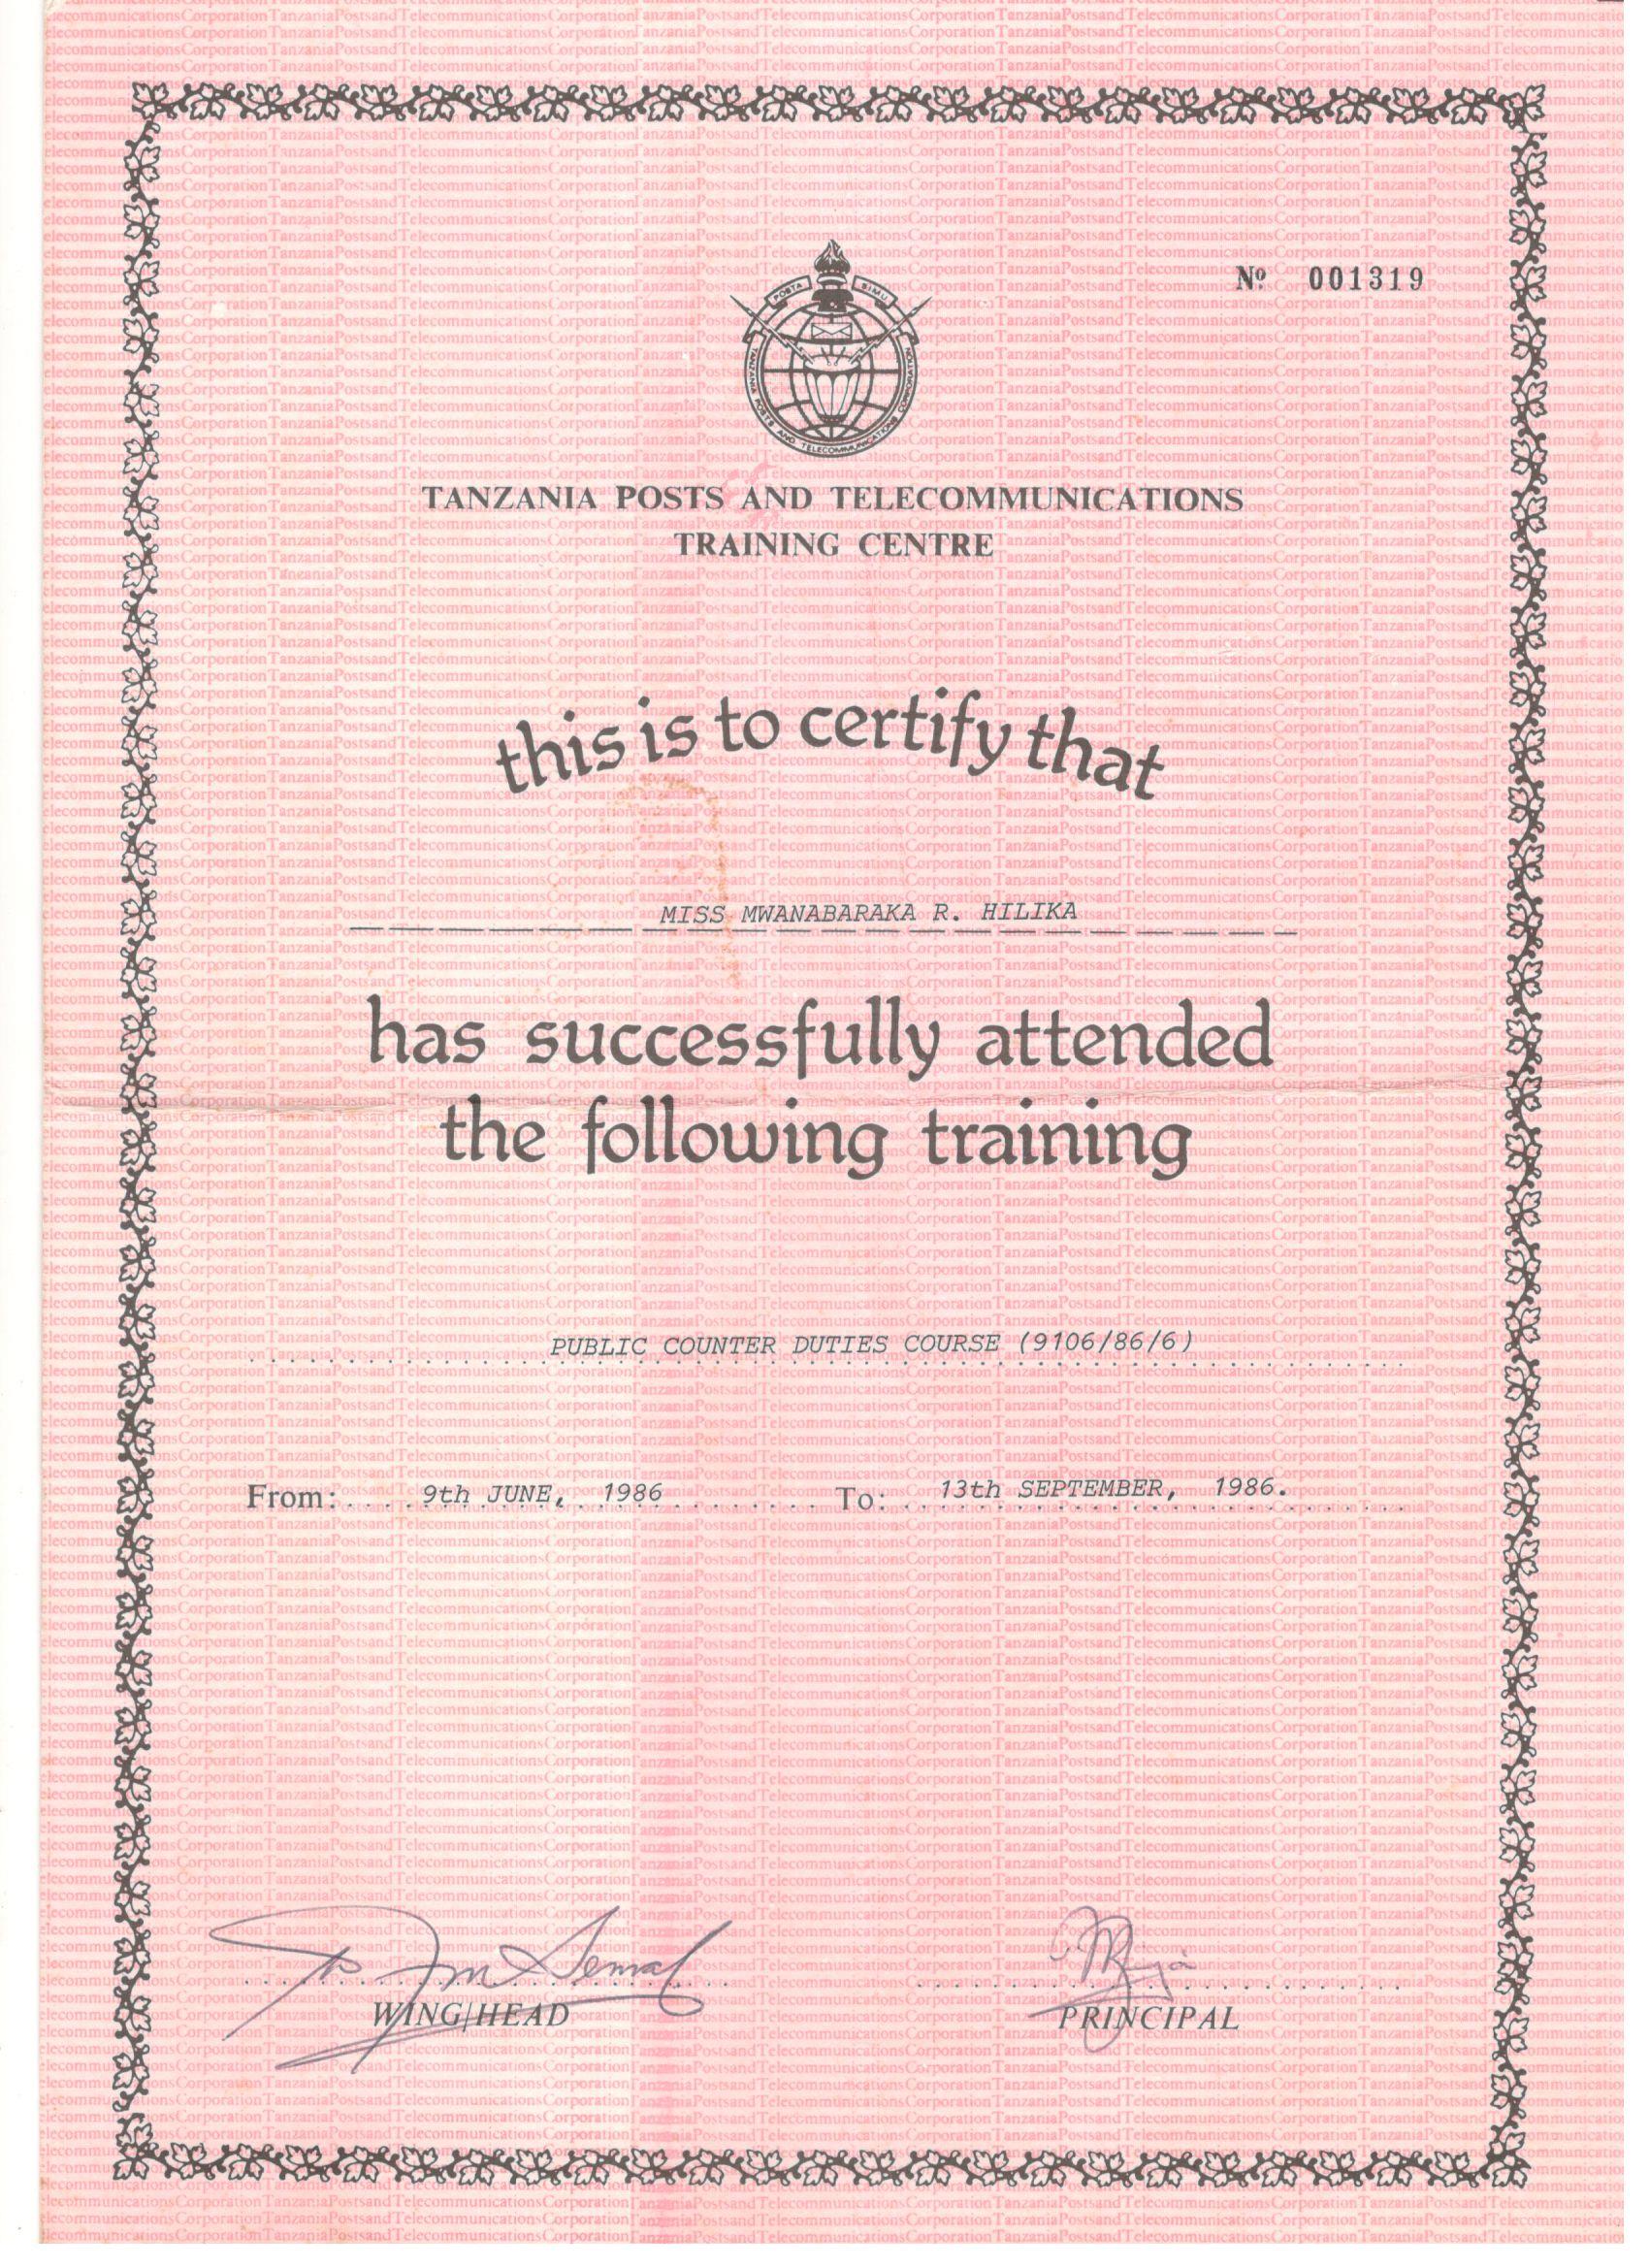 POSTA SIMU
TANZANIA POSTS AND TELECOMMUNICATIONS CORPORATION
Nº 001319
TANZANIA POSTS AND TELECOMMUNICATIONS
TRAINING CENTRE
this is to certify that
MISS MWANABARAKA R. HILIKA
has successfully attended
the following training
PUBLIC COUNTER DUTIES COURSE (9106/86/6)
From: 9th JUNE, 1986 To: 13th SEPTEMBER, 1986.
WING/HEAD PRINCIPAL